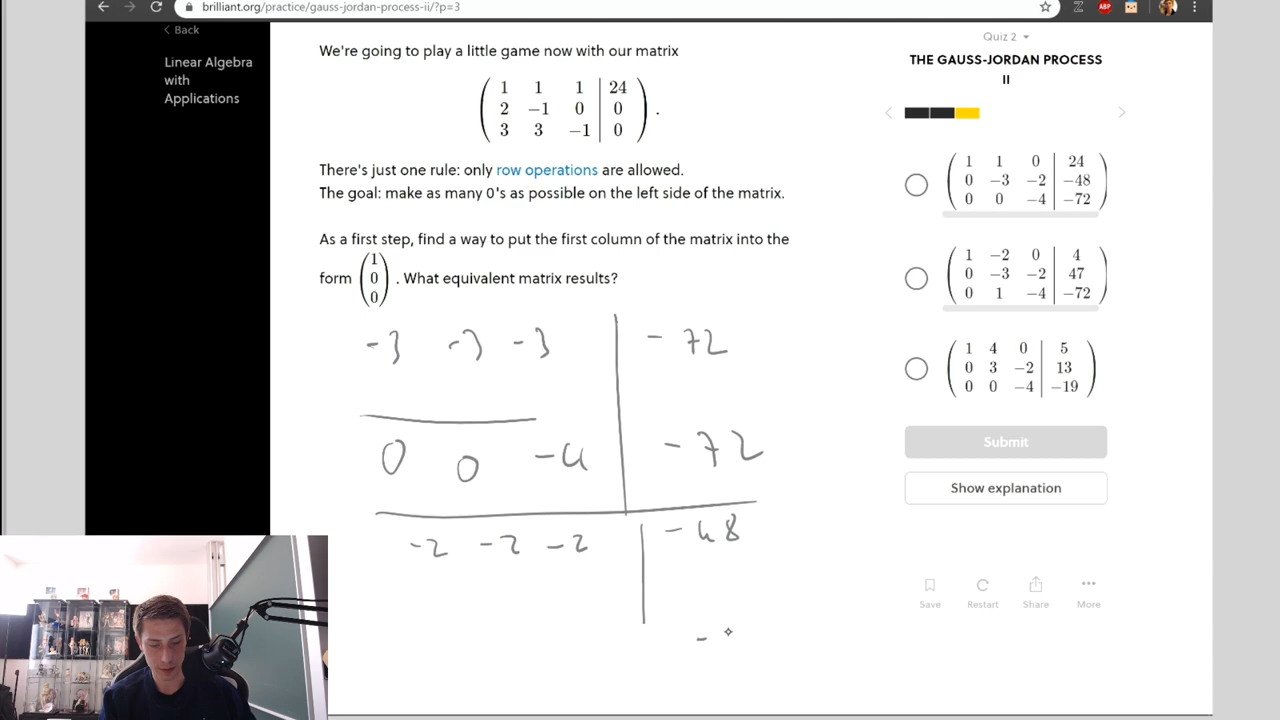 brilliant.org/practice/gauss-jordan-process-ii/?p=3
ABP
< Back
Linear Algebra
with
Applications
We're going to play a little game now with our matrix
1 1 1 | 24
2 −1 0 | 0
3 3 −1 | 0
.
There's just one rule: only row operations are allowed.
The goal: make as many 0's as possible on the left side of the matrix.
As a first step, find a way to put the first column of the matrix into the
form (1 0 0). What equivalent matrix results?
-3 -3 -3 | -72
0 0 -4 | -72
-2 -2 -2 | -48
-
Quiz 2
THE GAUSS-JORDAN PROCESS
II
1 1 0 | 24
0 −3 −2 | −48
0 0 −4 | −72
1 −2 0 | 4
0 −3 −2 | 47
0 1 −4 | −72
1 4 0 | 5
0 3 −2 | 13
0 0 −4 | −19
Submit
Show explanation
Save Restart Share More